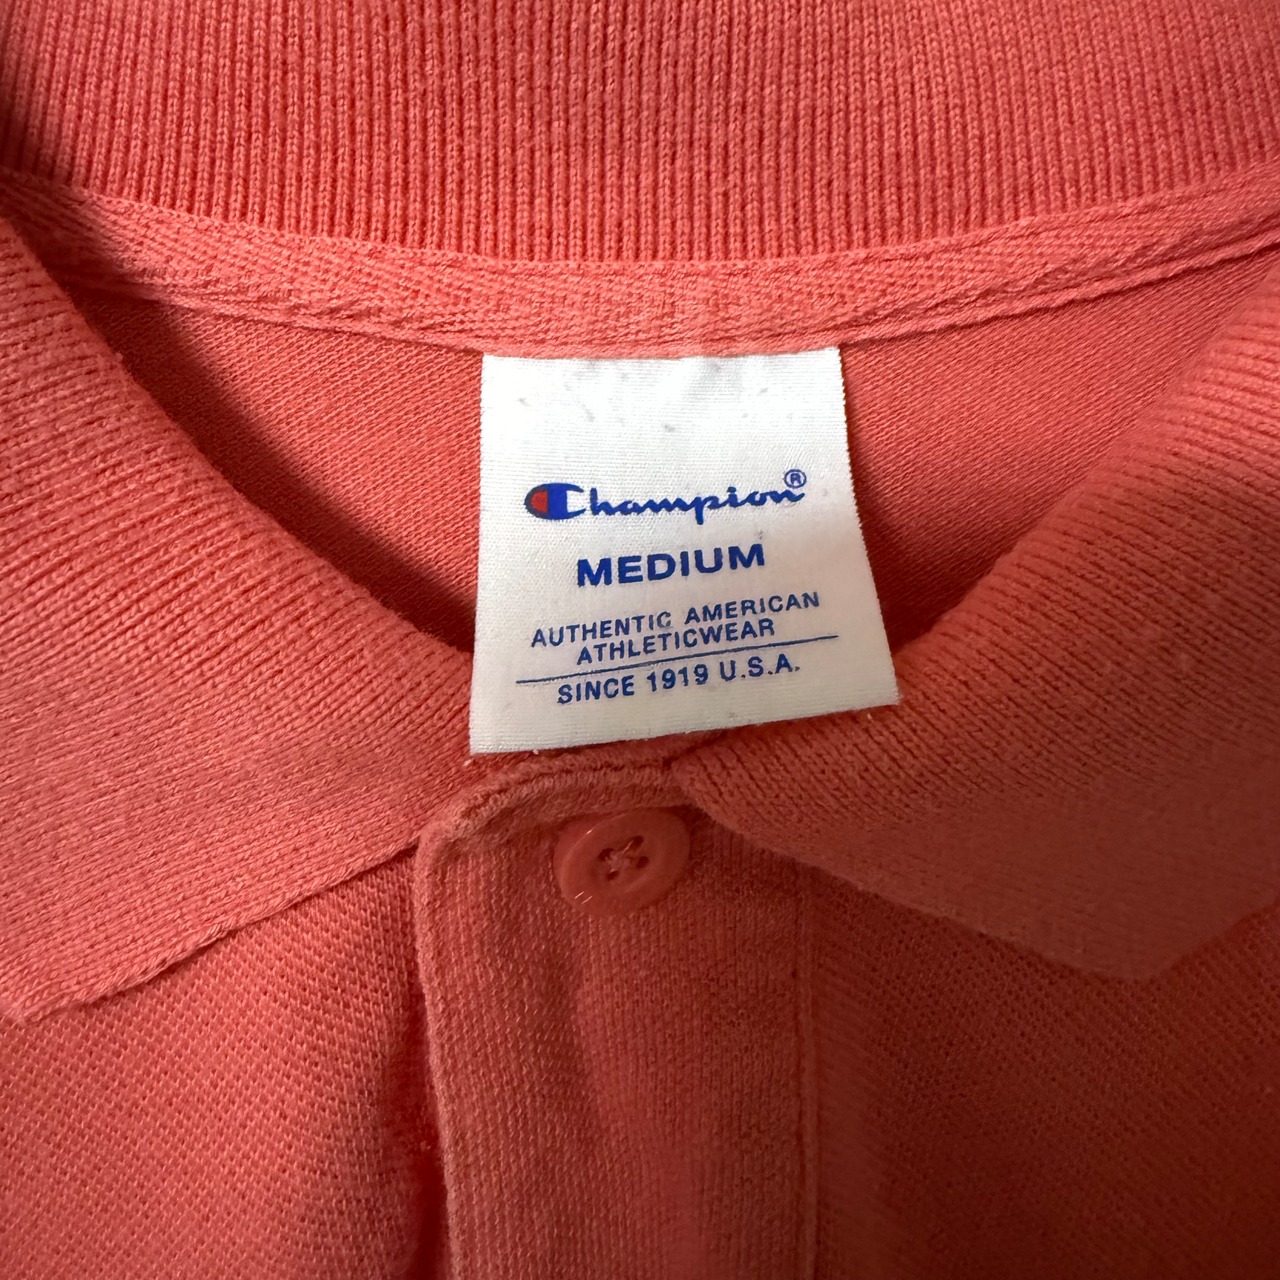 Champion®
MEDIUM
AUTHENTIC AMERICAN
ATHLETICWEAR
SINCE 1919 U.S.A.